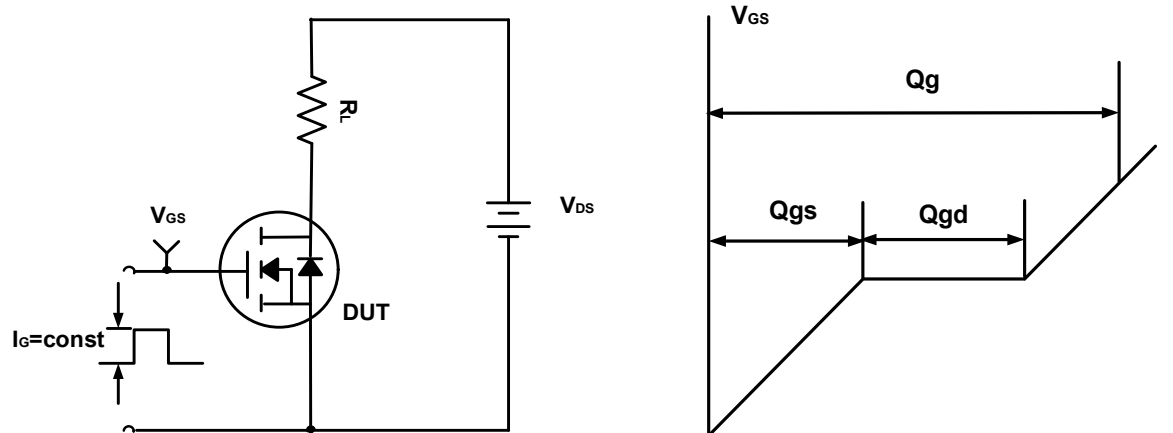 RL
VGS
VDS
DUT
IG=const
VGS
Qg
Qgs
Qgd